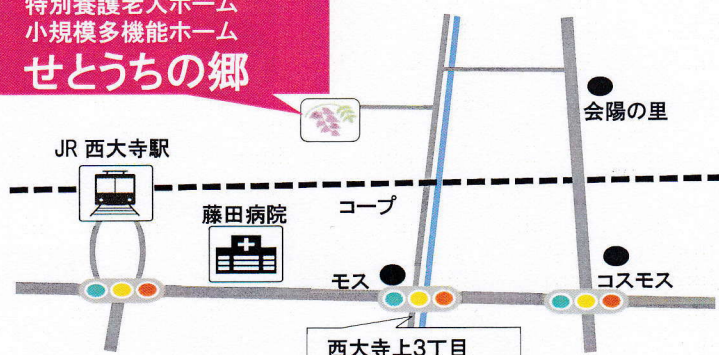 特別養護老人ホーム
小規模多機能ホーム
せとうちの郷
会陽の里
JR 西大寺駅
藤田病院
コープ
モス
コスモス
西大寺上3丁目